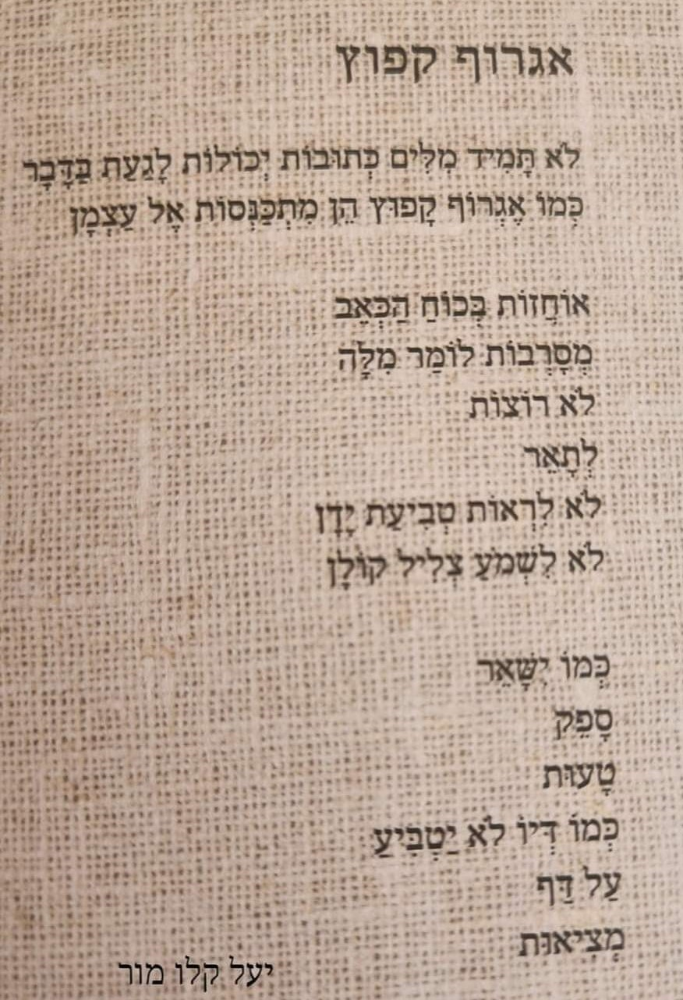 אגרוף קפוץ
לֹא תָּמִיד מִלִּים כְּתוּבוֹת יְכוֹלוֹת לָגַעַת בַּדָּבָר
כְּמוֹ אֶגְרוֹף קָפוּץ הֵן מִתְכַּנְּסוֹת אֶל עַצְמָן
אוֹחֲזוֹת בְּכוֹחַ הַכְּאֵב
מְסָרְבוֹת לוֹמַר מִלָּה
לֹא רוֹצוֹת
לְתָאֵר
לֹא לִרְאוֹת טְבִיעַת יָדָן
לֹא לִשְׁמֹעַ צְלִיל קוֹלָן
כְּמוֹ יִשָּׁאֵר
סָפֵק
טָעוּת
כְּמוֹ דְּיוֹ לֹא יַטְבִּיעַ
עַל דַּף
מְצִיאוּת
יעל קלו מור